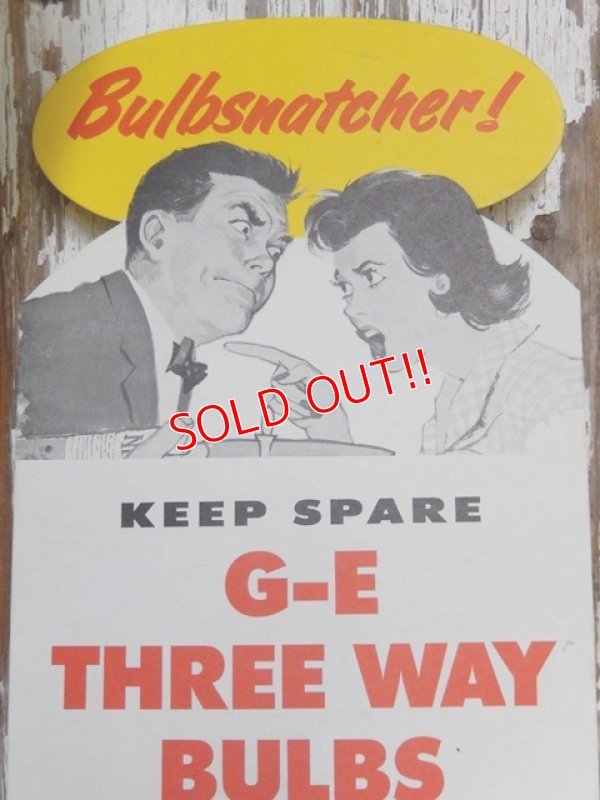 Bulbsnatcher!
SOLD OUT!!
KEEP SPARE
G-E
THREE WAY
BULBS